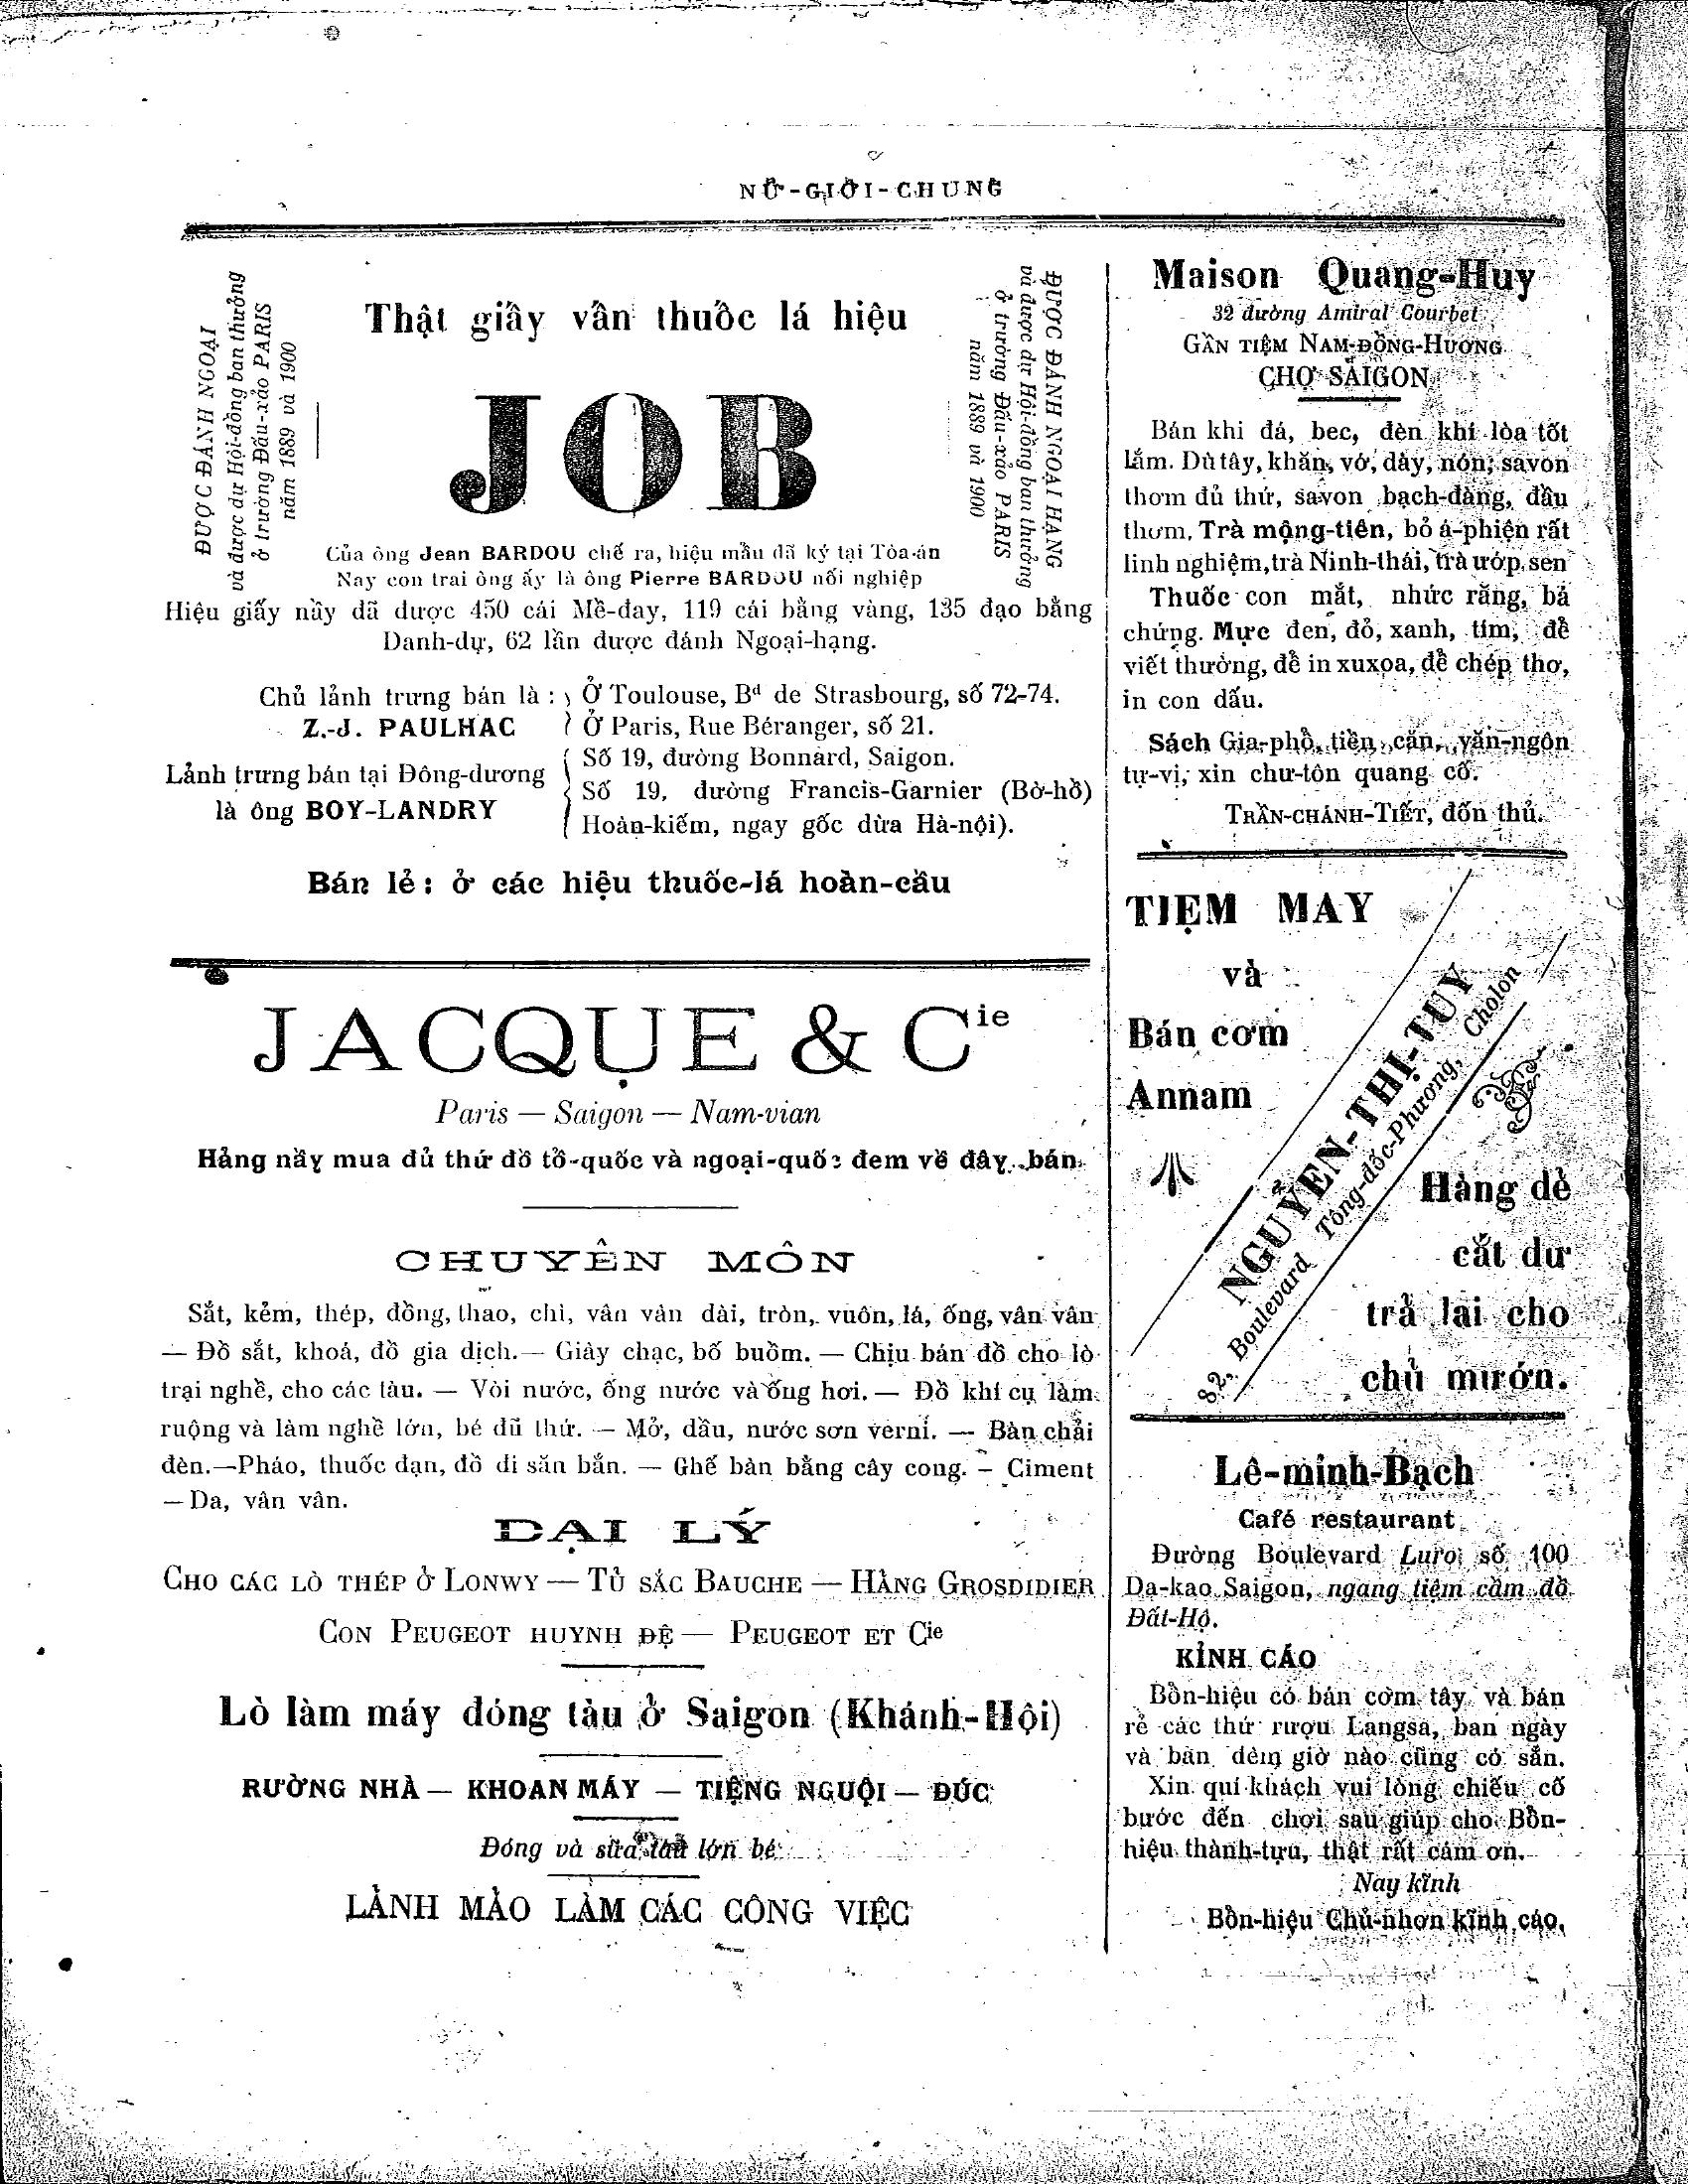 NỮ-GIỚI-CHUNG
ĐƯỢC ĐÁNH NGOẠI
và được dự Hội-đồng ban thưởng
ở trường Đấu-xảo PARIS
năm 1889 và 1900
Thật giấy vấn thuốc lá hiệu
JOB
ĐƯỢC ĐÁNH NGOẠI HẠNG
và được dự Hội-đồng ban thưởng
ở trường Đấu-xảo PARIS
năm 1889 và 1900
Của ông Jean BARDOU chế ra, hiệu mẫu đã ký tại Tòa-án
Nay con trai ông ấy là ông Pierre BARDOU nối nghiệp
Hiệu giấy nầy đã được 450 cái Mề-đay, 119 cái bằng vàng, 135 đạo bằng
Danh-dự, 62 lần được đánh Ngoại-hạng.
Chủ lảnh trưng bán là :
Z.-J. PAULHAC
Ở Toulouse, Bd de Strasbourg, số 72-74.
Ở Paris, Rue Béranger, số 21.
Lảnh trưng bán tại Đông-dương
là ông BOY-LANDRY
Số 19, đường Bonnard, Saigon.
Số 19, đường Francis-Garnier (Bờ-hồ)
Hoàn-kiếm, ngay gốc dừa Hà-nội).
Bán lẻ : ở các hiệu thuốc-lá hoàn-cầu
JACQUE & Cie
Paris — Saigon — Nam-vian
Hảng nầy mua đủ thứ đồ tổ-quốc và ngoại-quốc đem về đây bán.
CHUYÊN MÔN
Sắt, kẻm, thép, đồng, thao, chì, vân vân dài, tròn, vuôn, lá, ống, vân vân
— Đồ sắt, khoá, đồ gia dịch. — Giây chạc, bố buồm. — Chịu bán đồ cho lò
trại nghề, cho các tàu. — Vòi nước, ống nước và ống hơi. — Đồ khí cụ làm
ruộng và làm nghề lớn, bé đủ thứ. — Mở, dầu, nước sơn verni. — Bàn chải
đèn.—Pháo, thuốc đạn, đồ đi săn bắn. — Ghế bàn bằng cây cong. — Ciment
— Da, vân vân.
ĐẠI LÝ
CHO CÁC LÒ THÉP Ở LONWY — TỦ SẮC BAUCHE — HÀNG GROSDIDIER
CON PEUGEOT HUYNH ĐỆ — PEUGEOT ET Cie
Lò làm máy đóng tàu ở Saigon (Khánh-Hội)
RƯỜNG NHÀ — KHOAN MÁY — TIỆNG NGUỘI — ĐÚC
Đóng và sữa tàu lớn bé
LẢNH MẢO LÀM CÁC CÔNG VIỆC
Maison Quang-Huy
32 đường Amiral Courbet
GẦN TIỆM NAM-ĐỒNG-HƯƠNG
CHỢ SAIGON
Bán khi đá, bec, đèn khí lòa tốt
lắm. Dù tây, khăn, vớ, dày, nón, savon
thơm đủ thứ, savon bạch-đàng, dầu
thơm, Trà mộng-tiên, bỏ á-phiện rất
linh nghiệm, trà Ninh-thái, trà ướp sen
Thuốc con mắt, nhức răng, bá
chứng. Mực đen, đỏ, xanh, tím, để
viết thường, để in xuxoa, để chép thơ,
in con dấu.
Sách Gia-phổ, tiền căn, văn-ngôn
tự-vị, xin chư-tôn quang cố.
TRẦN-CHÁNH-TIẾT, đốn thủ.
TIỆM MAY
và
Bán cơm
Annam
NGUYỄN-THỊ-TUY
82, Boulevard Tổng-đốc-Phương, Cholon
Hàng dẻ
cắt dư
trả lại cho
chủ mướn.
Lê-minh-Bạch
Café restaurant
Đường Boulevard Luro, số 100
Đa-kao Saigon, ngang tiệm cầm đồ
Đất-Hộ.
KỈNH CÁO
Bổn-hiệu có bán cơm tây và bán
rẻ các thứ rượu Langsa, ban ngày
và ban đêm giờ nào cũng có sẳn.
Xin quí khách vui lòng chiếu cố
bước đến chơi sau giúp cho Bổn-
hiệu thành-tựu, thật rất cám ơn.
Nay kĩnh
Bổn-hiệu Chủ-nhơn kĩnh cáo,